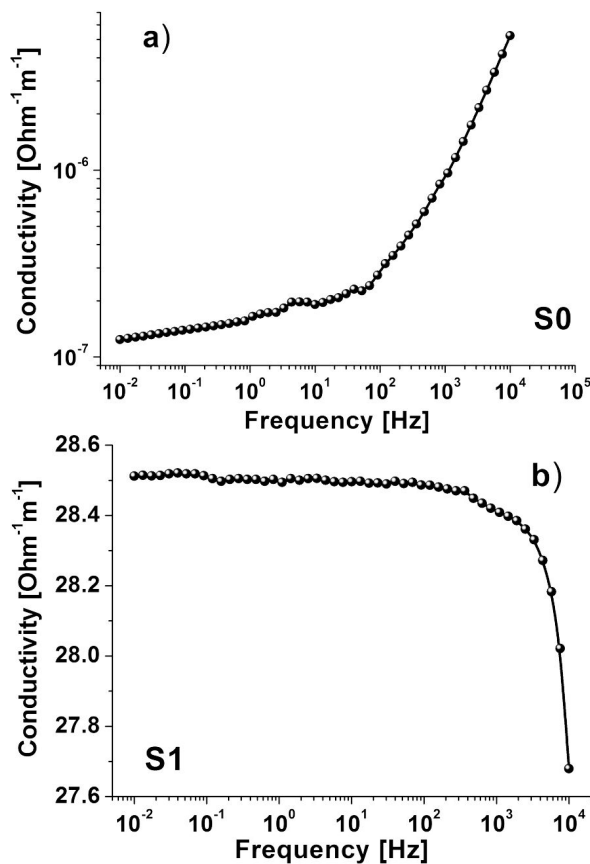 a)
Conductivity [Ohm⁻¹m⁻¹]
10⁻⁶
10⁻⁷
S0
10⁻² 10⁻¹ 10⁰ 10¹ 10² 10³ 10⁴ 10⁵
Frequency [Hz]
b)
Conductivity [Ohm⁻¹m⁻¹]
28.6
28.4
28.2
28.0
27.8
27.6
S1
10⁻² 10⁻¹ 10⁰ 10¹ 10² 10³ 10⁴
Frequency [Hz]